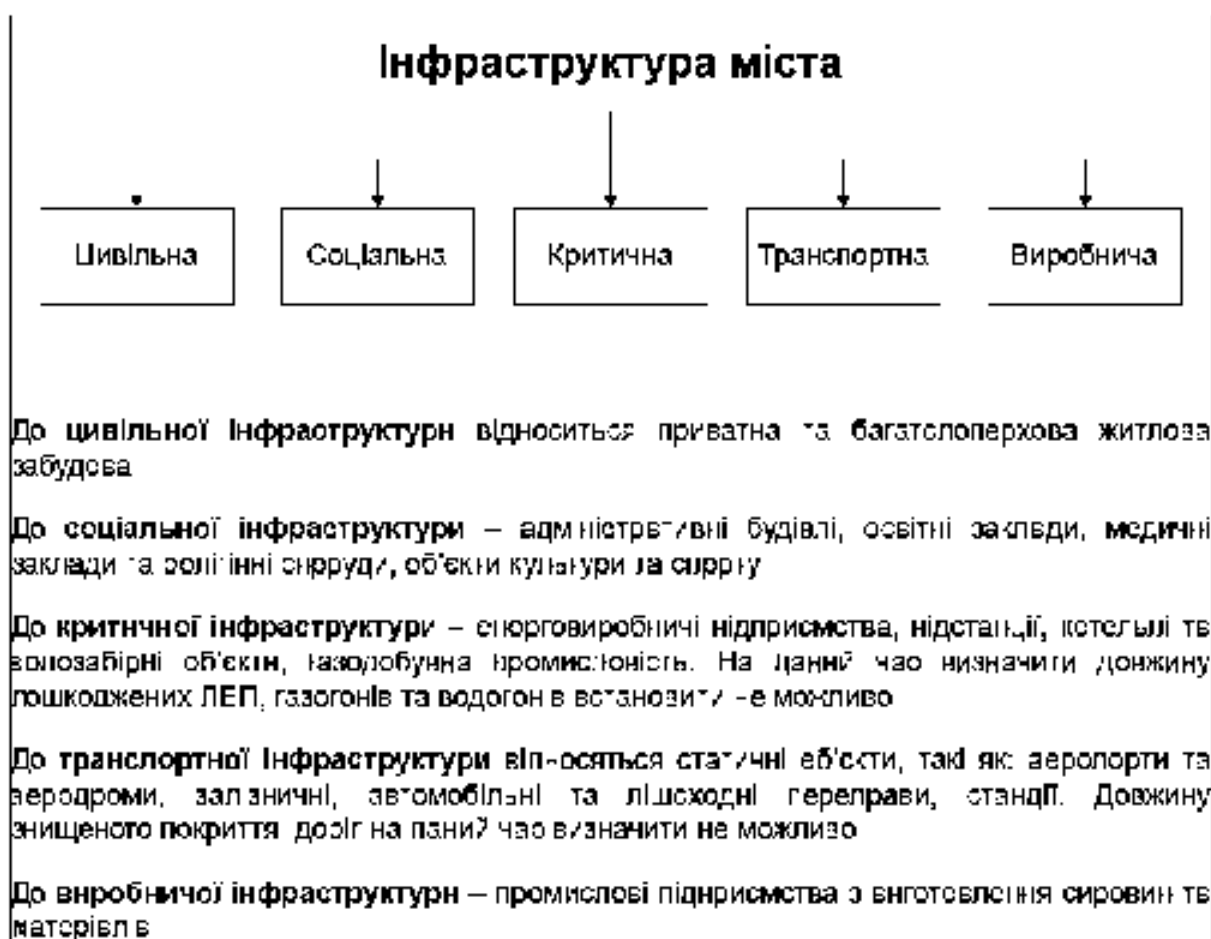 Інфраструктура міста
Цивільна
Соціальна
Критична
Транспортна
Виробнича
До цивільної інфраструктури відноситься приватна та багатоповерхова житлова
забудова
До соціальної інфраструктури – адміністративні будівлі, освітні заклади, медичні
заклади та релігійні споруди, об'єкти культури та спорту
До критичної інфраструктури – енерговиробничі підприємства, підстанції, котельні та
водозабірні об'єкти, газодобувна промисловість. На даний час визначити довжину
пошкоджених ЛЕП, газогонів та водогонів встановити не можливо
До транспортної інфраструктури відносяться статичні об'єкти, такі як: аеропорти та
аеродроми, залізничні, автомобільні та пішохідні переправи, станції. Довжину
знищеного покриття доріг на даний час визначити не можливо
До виробничої інфраструктури – промислові підприємства з виготовлення сировини та
матеріалів